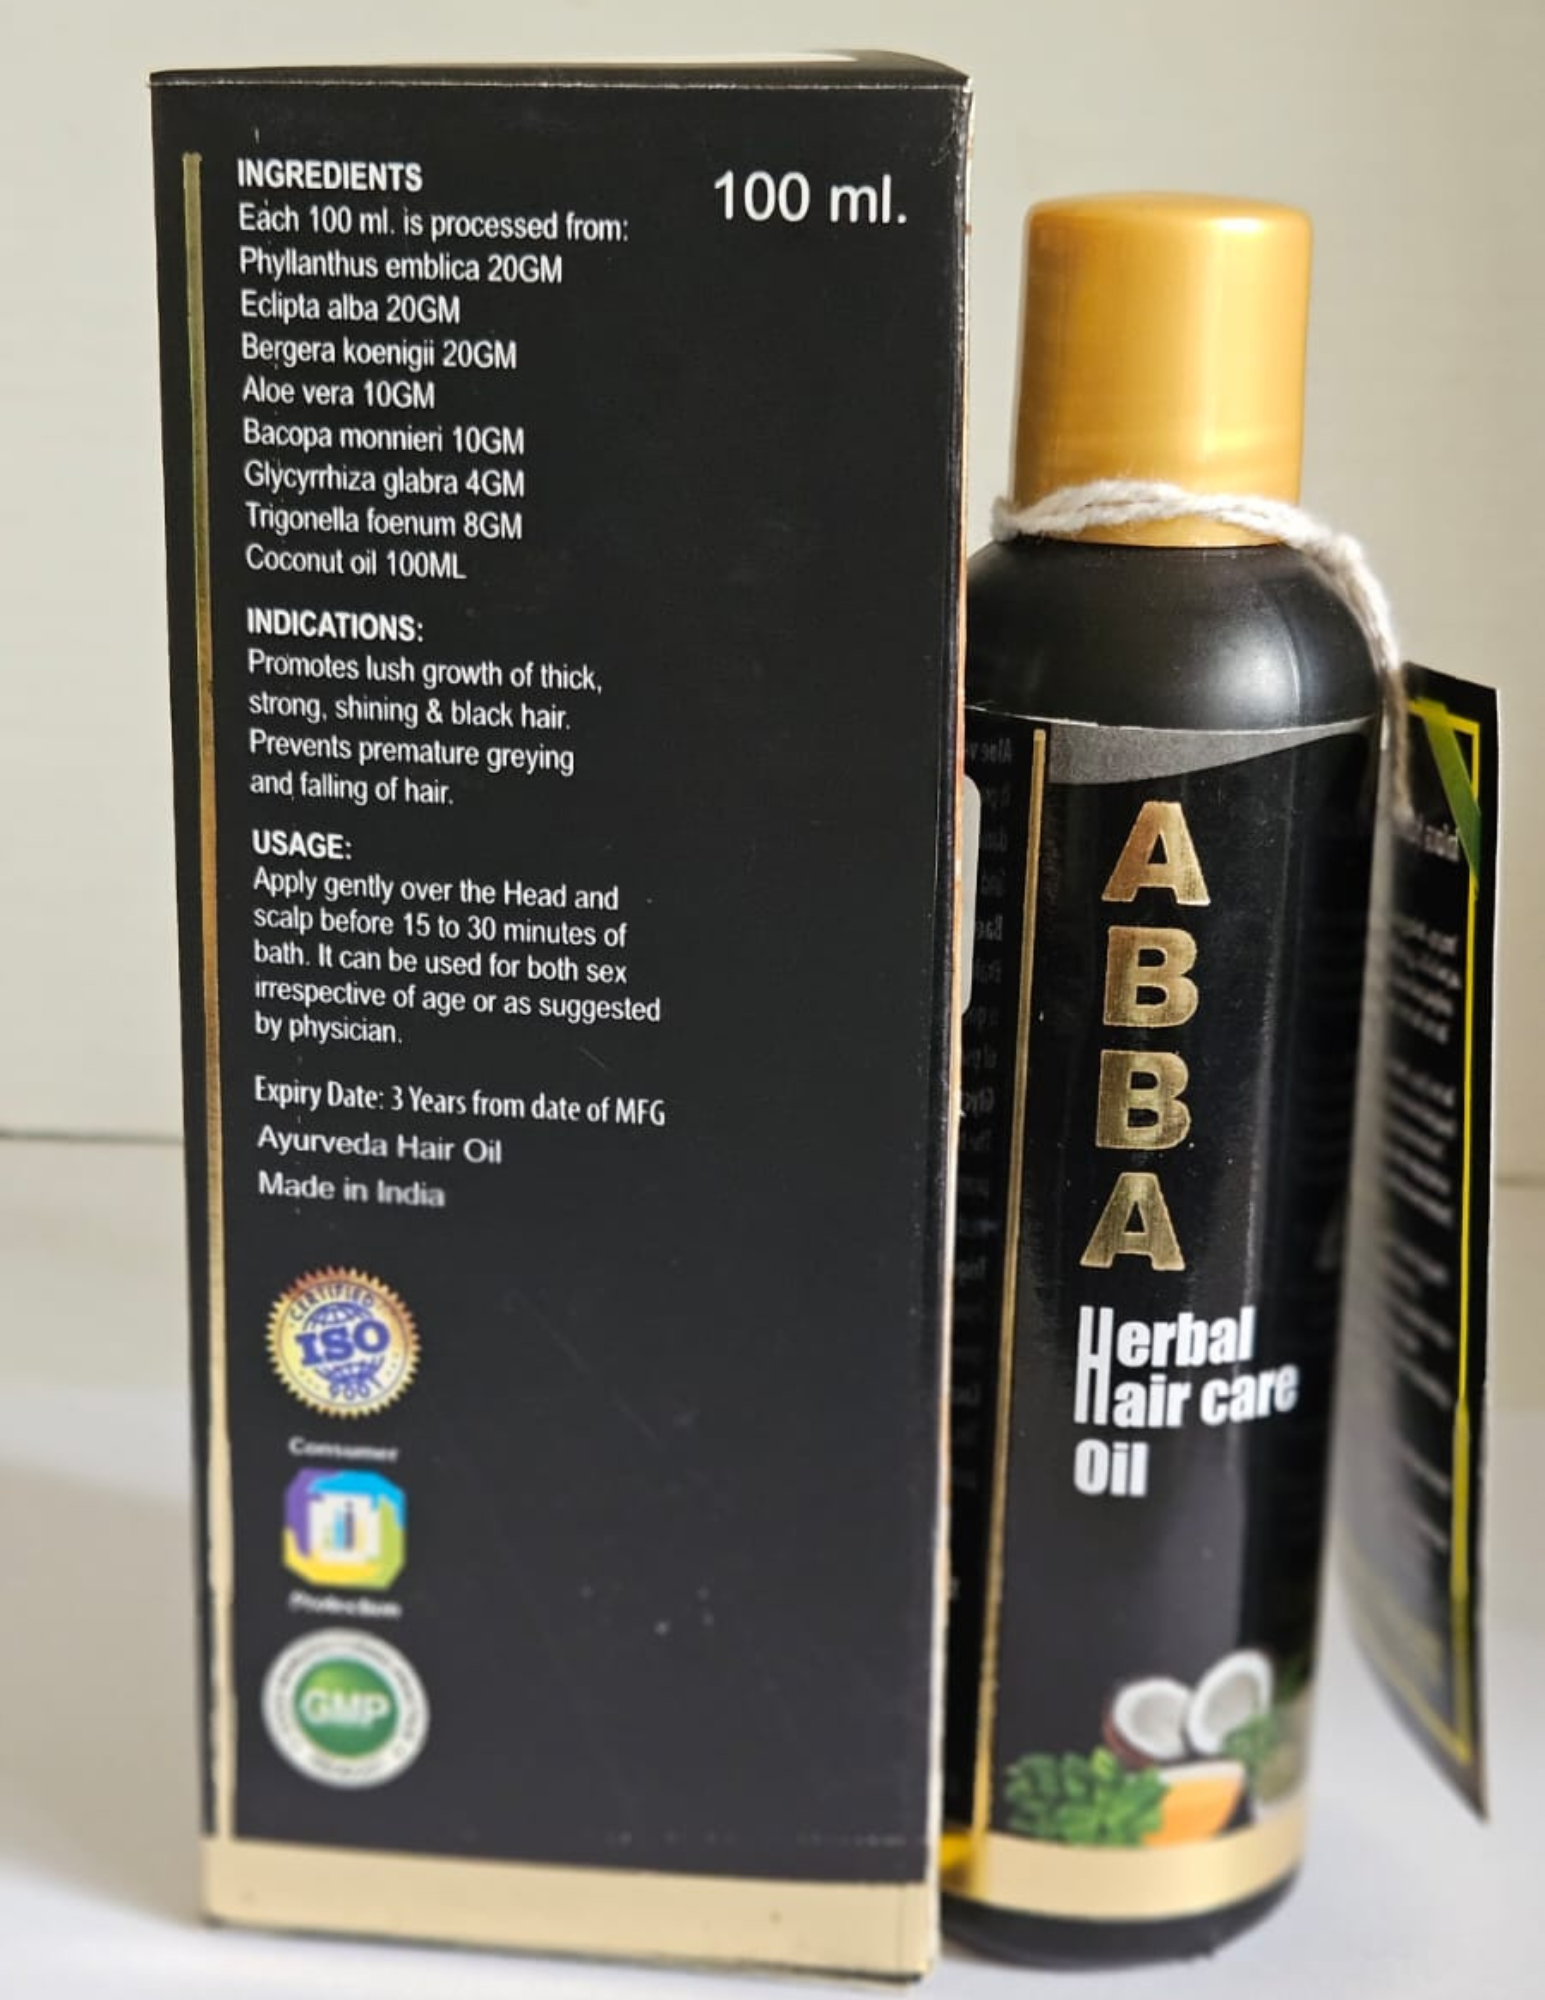 INGREDIENTS
100 ml.
Each 100 ml. is processed from:
Phyllanthus emblica 20GM
Eclipta alba 20GM
Bergera koenigii 20GM
Aloe vera 10GM
Bacopa monnieri 10GM
Glycyrrhiza glabra 4GM
Trigonella foenum 8GM
Coconut oil 100ML
INDICATIONS:
Promotes lush growth of thick,
strong, shining & black hair.
Prevents premature greying
and falling of hair.
USAGE:
Apply gently over the Head and
scalp before 15 to 30 minutes of
bath. It can be used for both sex
irrespective of age or as suggested
by physician.
Expiry Date: 3 Years from date of MFG
Ayurveda Hair Oil
Made in India
CERTIFIED
ISO
9001
Consumer
Protection
GMP
A
B
B
A
Herbal
Hair care
Oil